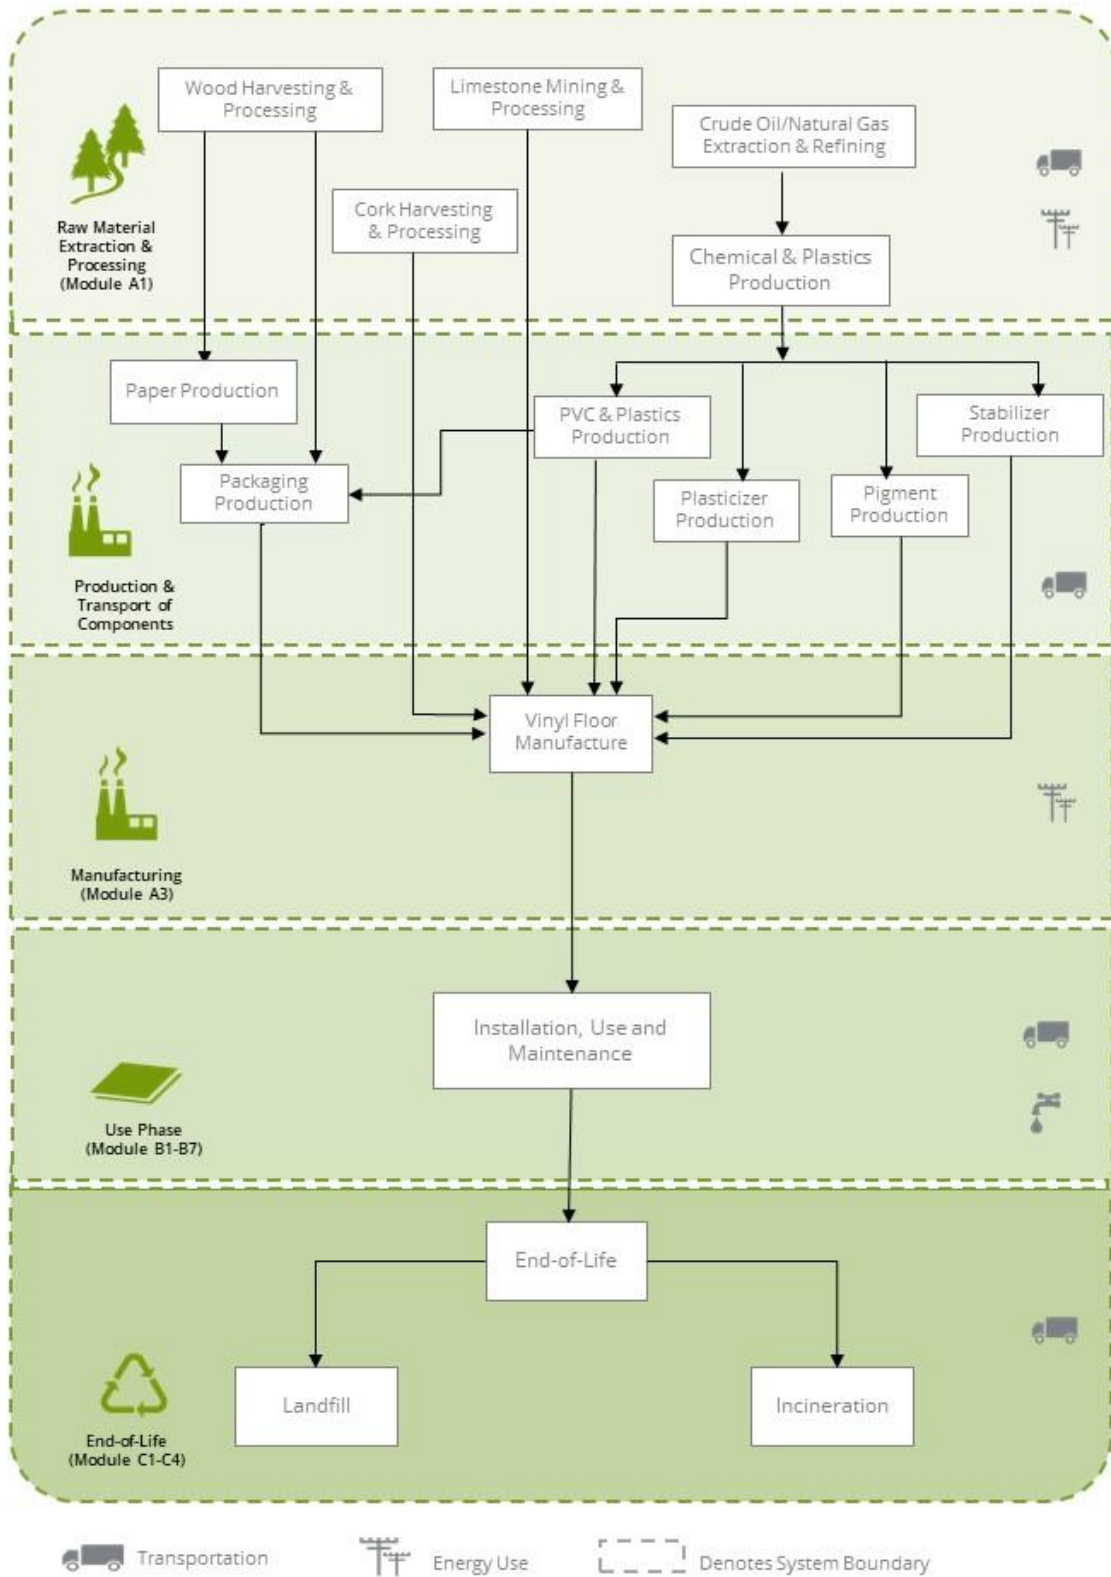 Wood Harvesting &
Processing
Limestone Mining &
Processing
Crude Oil/Natural Gas
Extraction & Refining
Cork Harvesting
& Processing
Raw Material
Extraction &
Processing
(Module A1)
Chemical & Plastics
Production
Paper Production
PVC & Plastics
Production
Stabilizer
Production
Packaging
Production
Plasticizer
Production
Pigment
Production
Production &
Transport of
Components
Vinyl Floor
Manufacture
Manufacturing
(Module A3)
Installation, Use and
Maintenance
Use Phase
(Module B1-B7)
End-of-Life
Landfill
Incineration
End-of-Life
(Module C1-C4)
Transportation
Energy Use
Denotes System Boundary